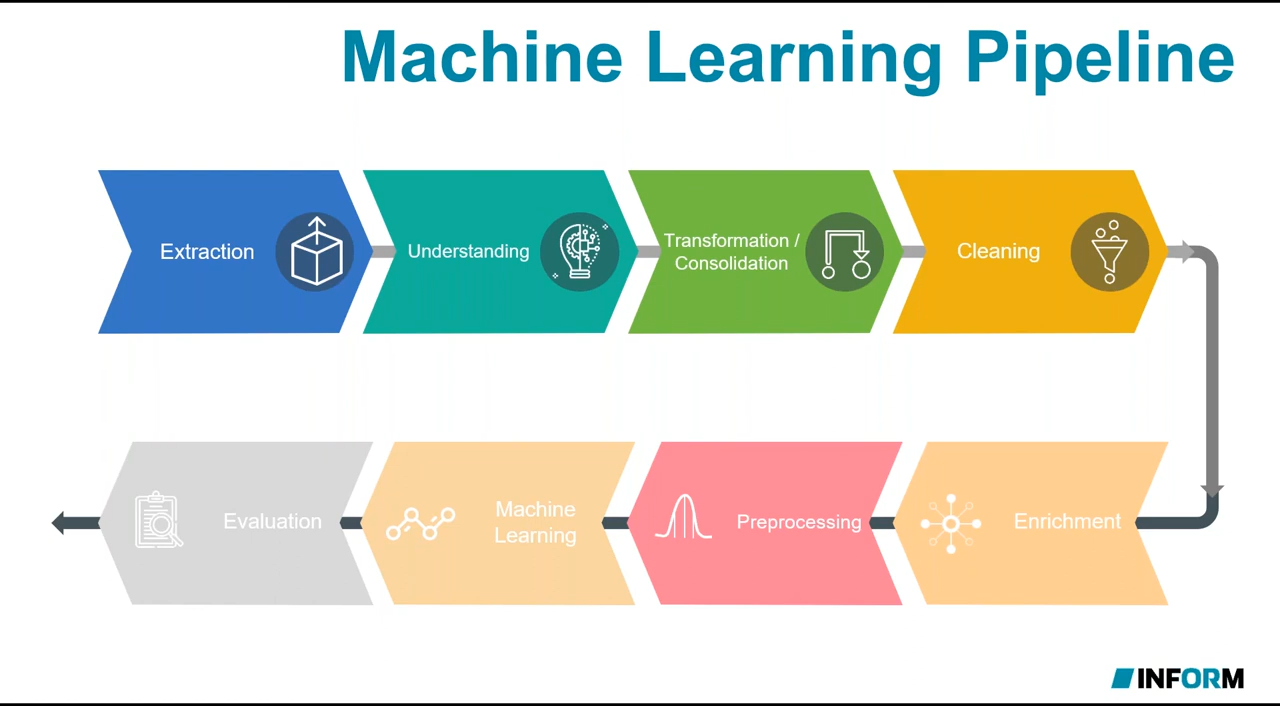 Machine Learning Pipeline
Extraction
Understanding
Transformation /
Consolidation
Cleaning
Enrichment
Preprocessing
Machine
Learning
Evaluation
INFORM